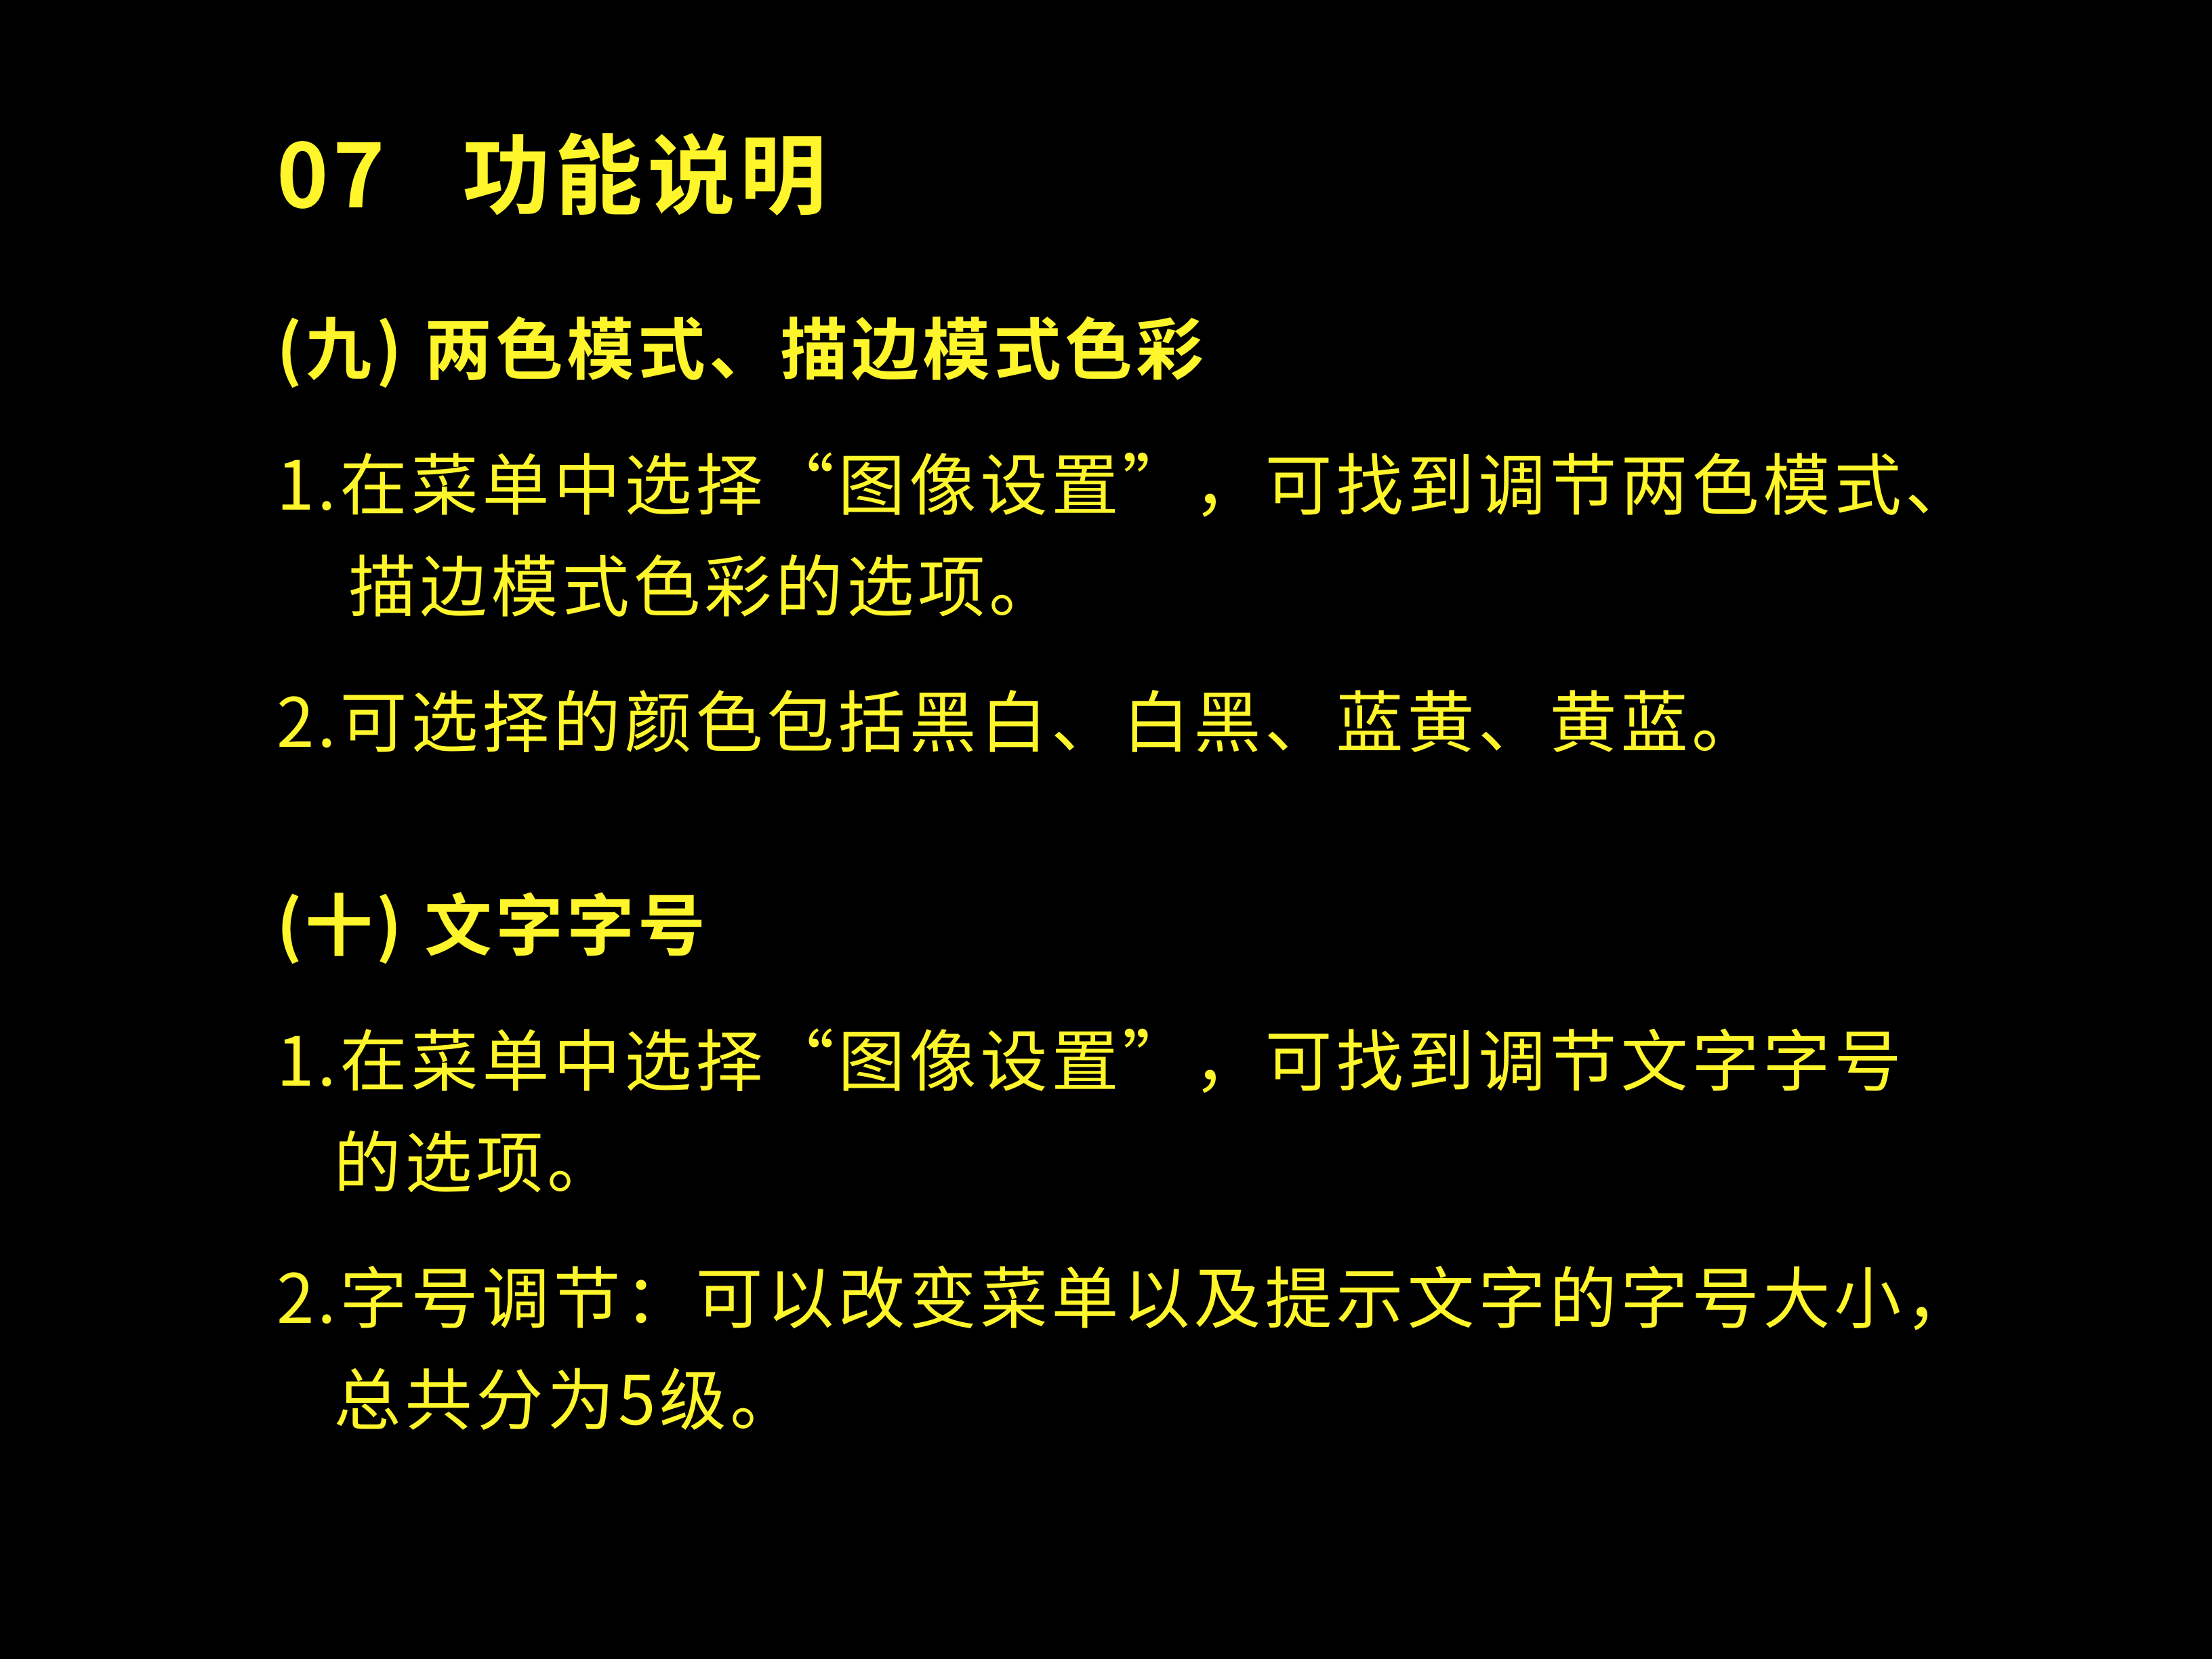 07 功能说明
(九) 两色模式、描边模式色彩
1.在菜单中选择“图像设置”，可找到调节两色模式、
描边模式色彩的选项。
2.可选择的颜色包括黑白、白黑、蓝黄、黄蓝。
(十) 文字字号
1.在菜单中选择“图像设置”，可找到调节文字字号
的选项。
2.字号调节：可以改变菜单以及提示文字的字号大小，
总共分为5级。